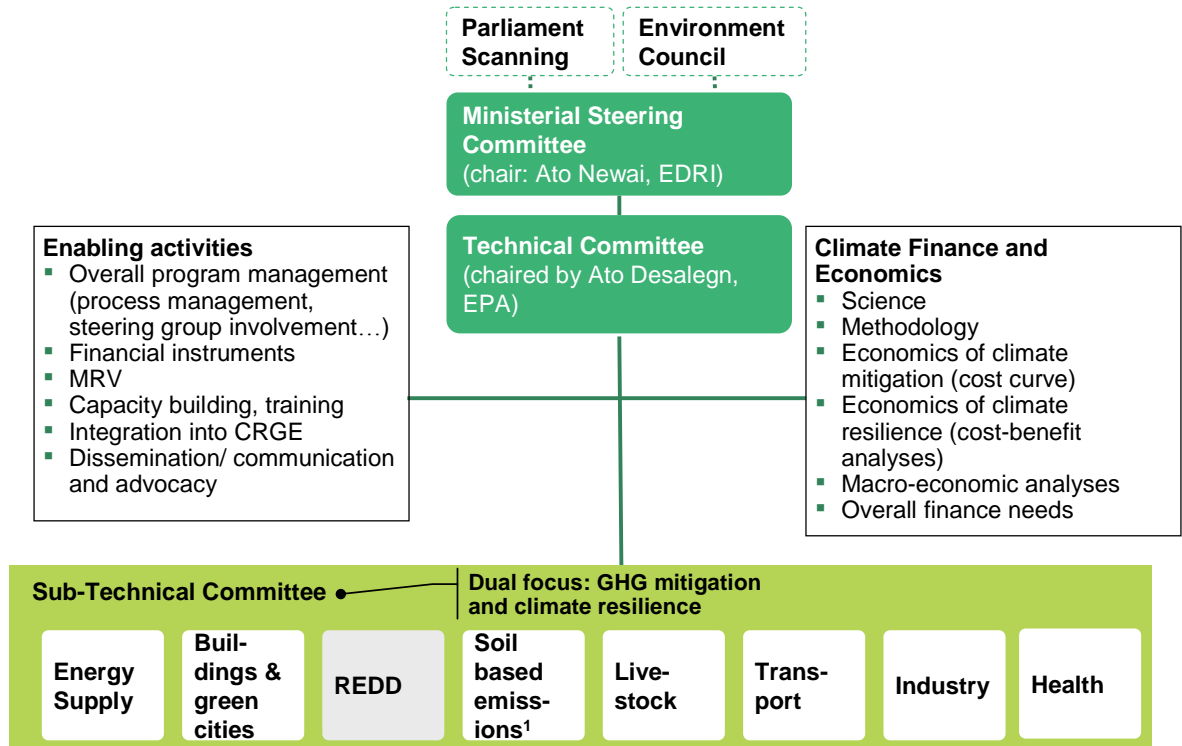 Parliament
Scanning
Environment
Council
Ministerial Steering
Committee
(chair: Ato Newai, EDRI)
Technical Committee
(chaired by Ato Desalegn,
EPA)
Enabling activities
▪ Overall program management
(process management,
steering group involvement…)
▪ Financial instruments
▪ MRV
▪ Capacity building, training
▪ Integration into CRGE
▪ Dissemination/ communication
and advocacy
Climate Finance and
Economics
▪ Science
▪ Methodology
▪ Economics of climate
mitigation (cost curve)
▪ Economics of climate
resilience (cost-benefit
analyses)
▪ Macro-economic analyses
▪ Overall finance needs
Sub-Technical Committee
Dual focus: GHG mitigation
and climate resilience
Energy
Supply
Buil-
dings &
green
cities
REDD
Soil
based
emiss-
ions¹
Live-
stock
Trans-
port
Industry
Health